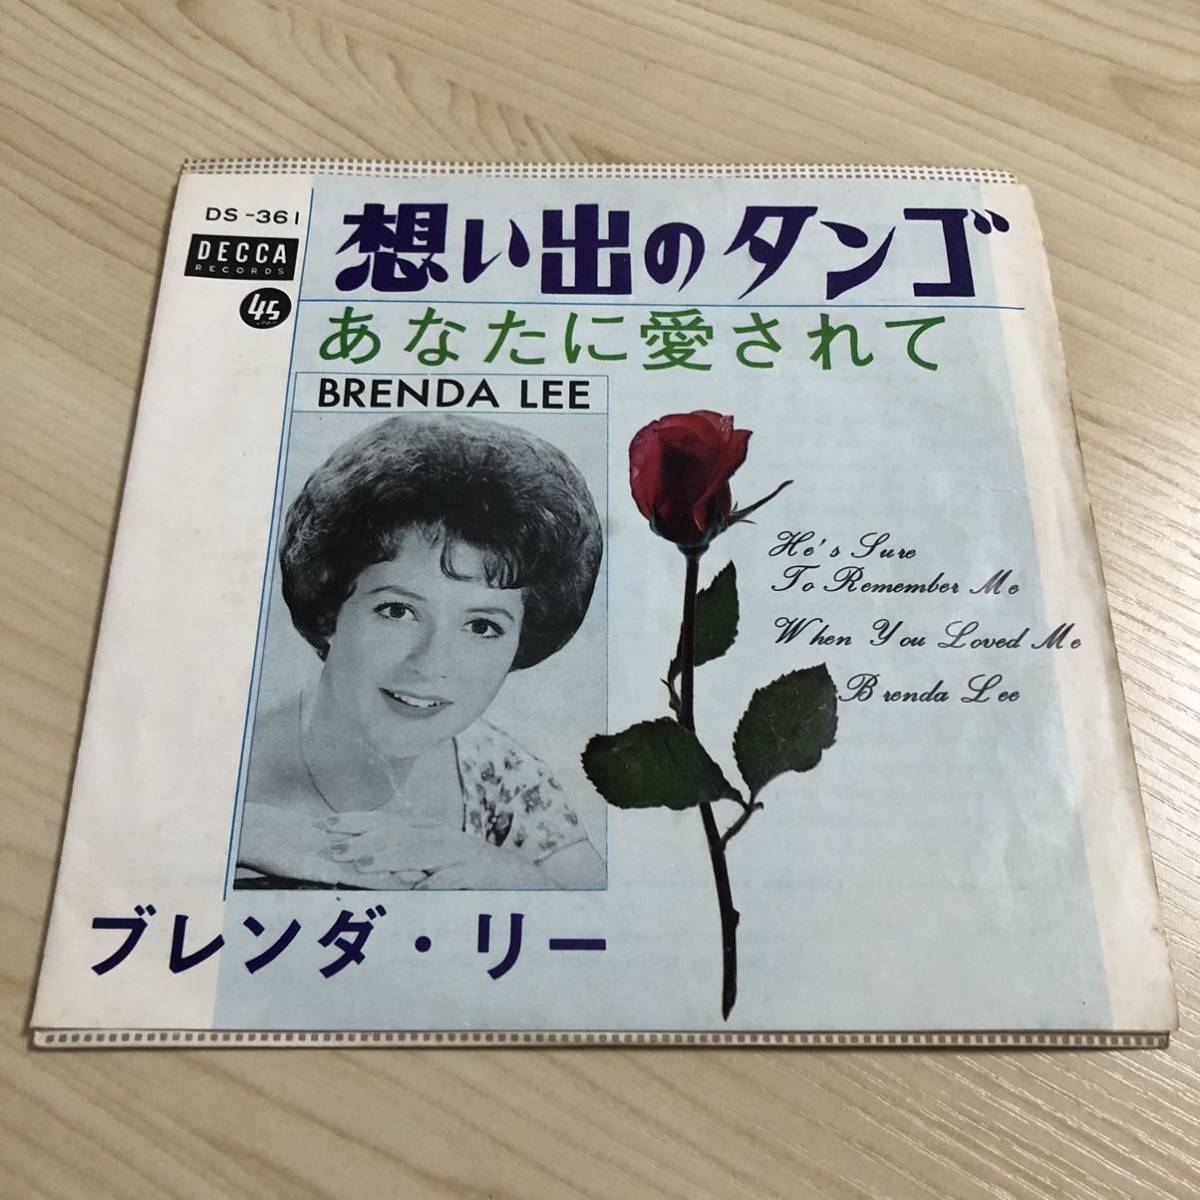 DS-361
DECCA
RECORDS
45
想い出のタンゴ
あなたに愛されて
BRENDA LEE
He's Sure
To Remember Me
When You Loved Me
Brenda Lee
ブレンダ・リー